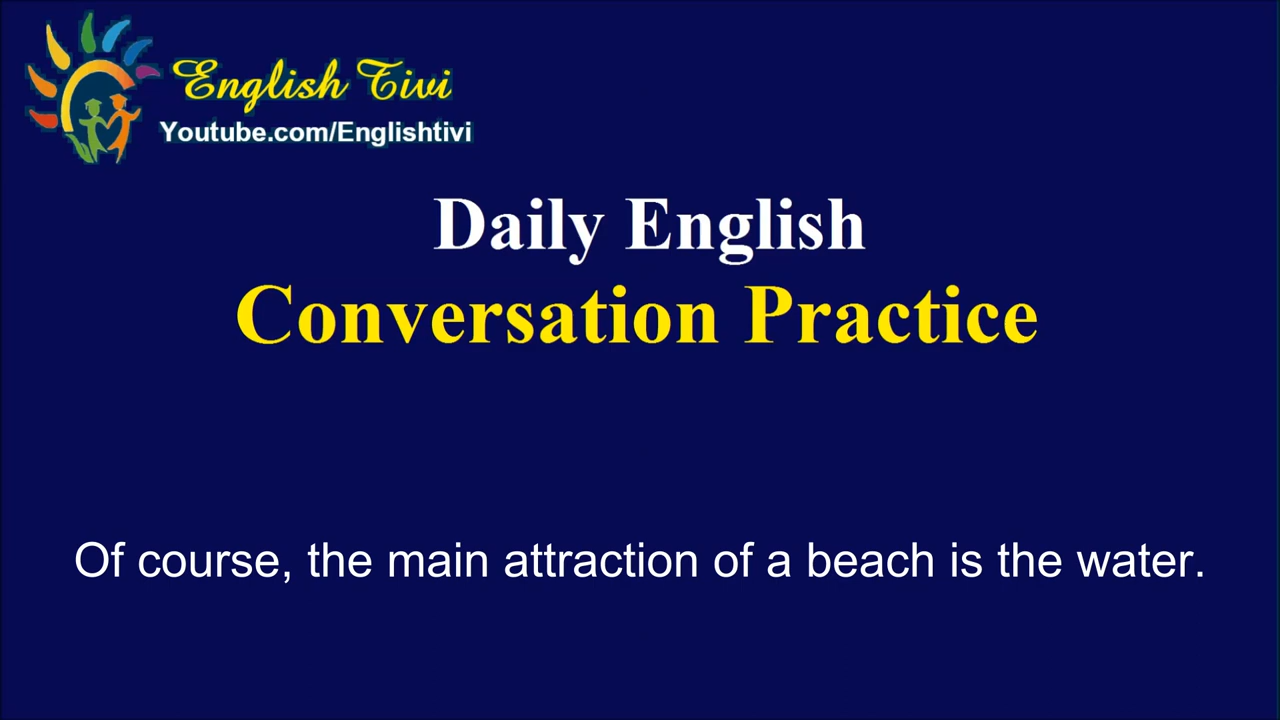 English Tivi
Youtube.com/Englishtivi
Daily English
Conversation Practice
Of course, the main attraction of a beach is the water.